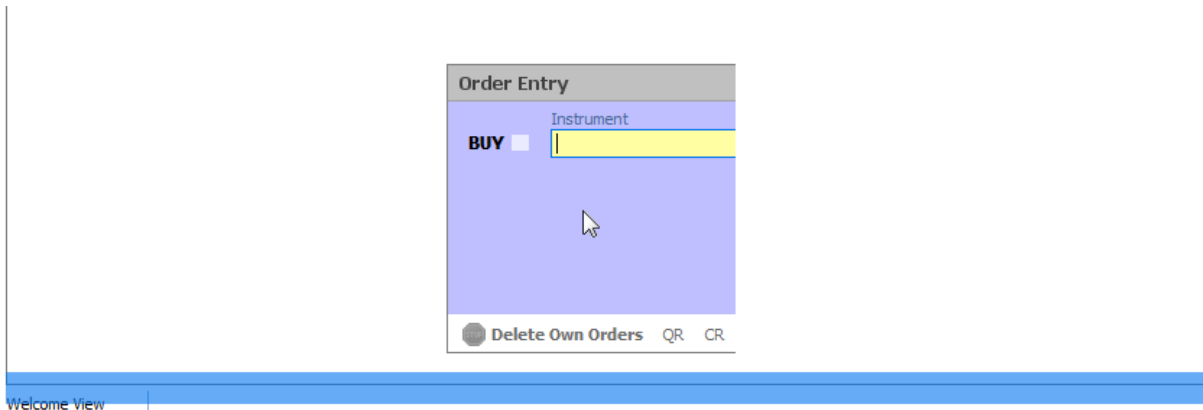 Order Entry
Instrument
BUY
Delete Own Orders QR CR
Welcome View